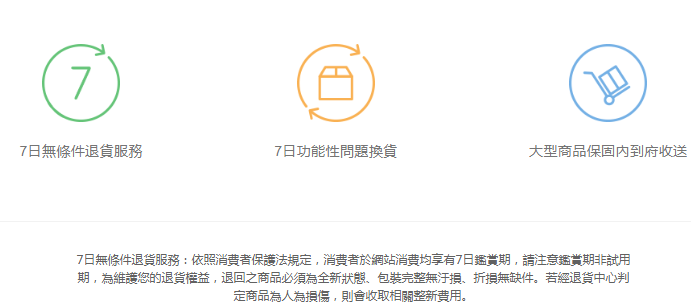 7
7日無條件退貨服務
7日功能性問題換貨
大型商品保固內到府收送
7日無條件退貨服務：依照消費者保護法規定，消費者於網站消費均享有7日鑑賞期，請注意鑑賞期非試用
期，為維護您的退貨權益，退回之商品必須為全新狀態、包裝完整無汙損、折損無缺件。若經退貨中心判
定商品為人為損傷，則會收取相關整新費用。